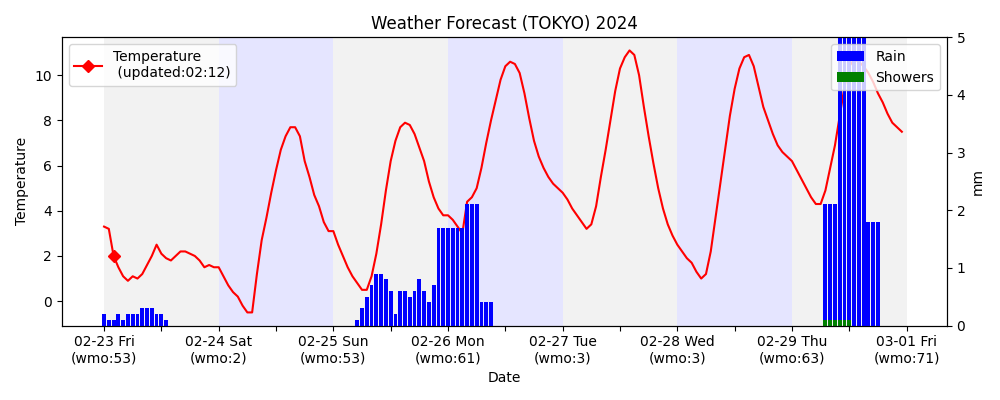 Weather Forecast (TOKYO) 2024
Temperature
(updated:02:12)
Rain
Showers
Temperature
10
8
6
4
2
0
5
4
3
2
1
0
mm
02-23 Fri
(wmo:53)
02-24 Sat
(wmo:2)
02-25 Sun
(wmo:53)
02-26 Mon
(wmo:61)
02-27 Tue
(wmo:3)
02-28 Wed
(wmo:3)
02-29 Thu
(wmo:63)
03-01 Fri
(wmo:71)
Date